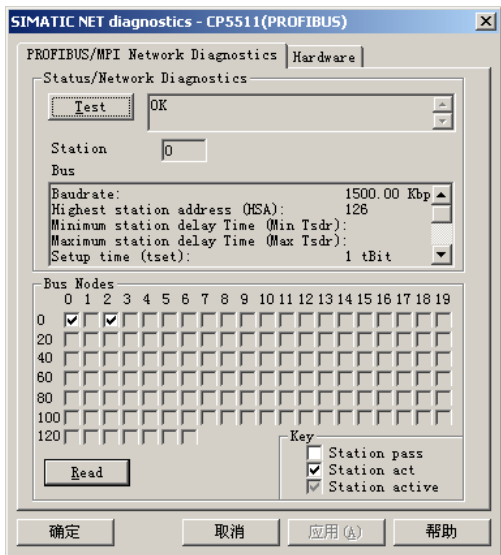 SIMATIC NET diagnostics - CP5511(PROFIBUS)
PROFIBUS/MPI Network Diagnostics Hardware
Status/Network Diagnostics
Test OK
Station 0
Bus
Baudrate: 1500.00 Kbp
Highest station address (HSA): 126
Minimum station delay Time (Min Tsdr):
Maximum station delay Time (Max Tsdr):
Setup time (tset): 1 tBit
Bus Nodes
0 1 2 3 4 5 6 7 8 9 10 11 12 13 14 15 16 17 18 19
0
20
40
60
80
100
120
Key
Station pass
Read Station act
Station active
确定 取消 应用(A) 帮助